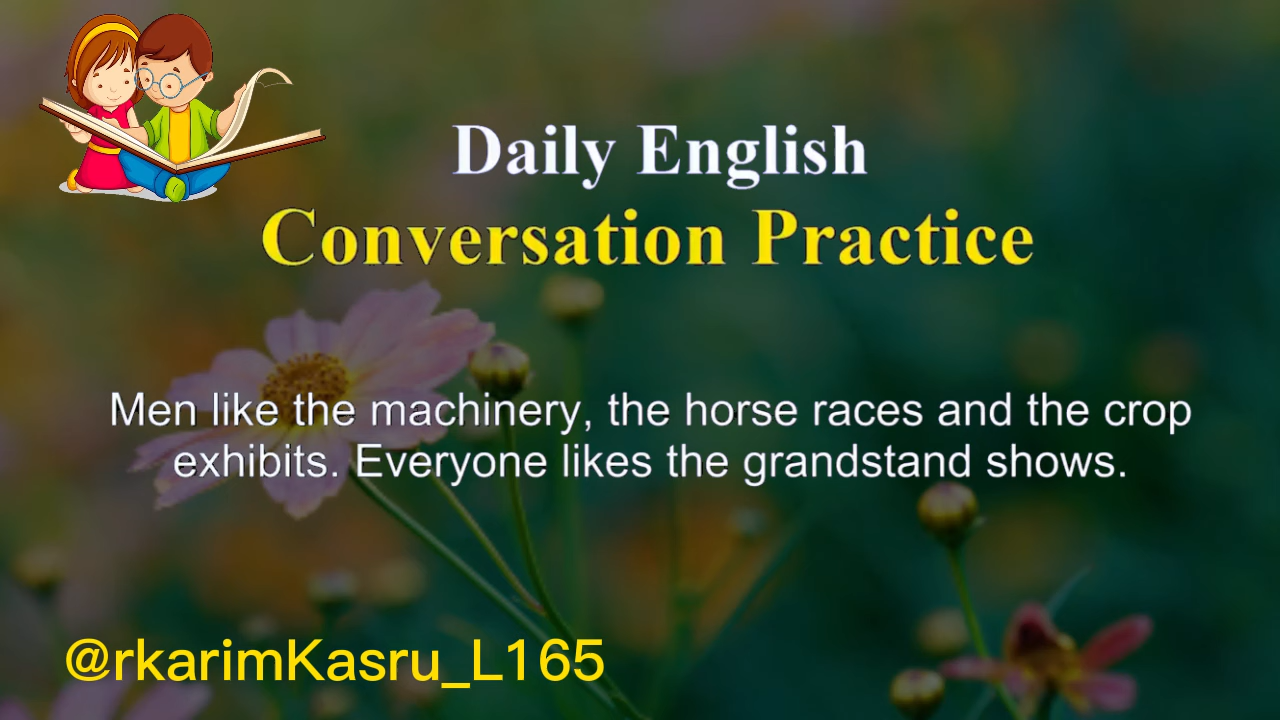 Daily English
Conversation Practice
Men like the machinery, the horse races and the crop
exhibits. Everyone likes the grandstand shows.
@rkarimKasru_L165